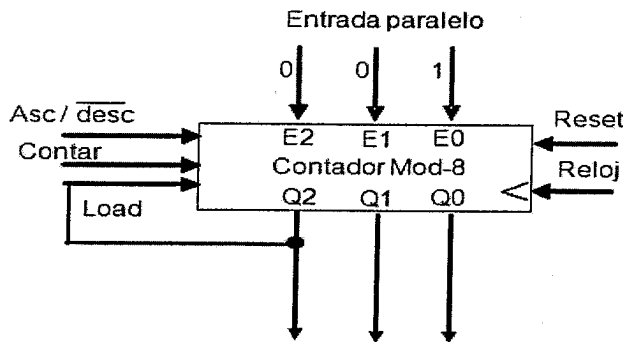 Entrada paralelo
0 0 1
Asc / desc
Contar
Load
E2 E1 E0
Contador Mod-8
Q2 Q1 Q0
Reset
Reloj